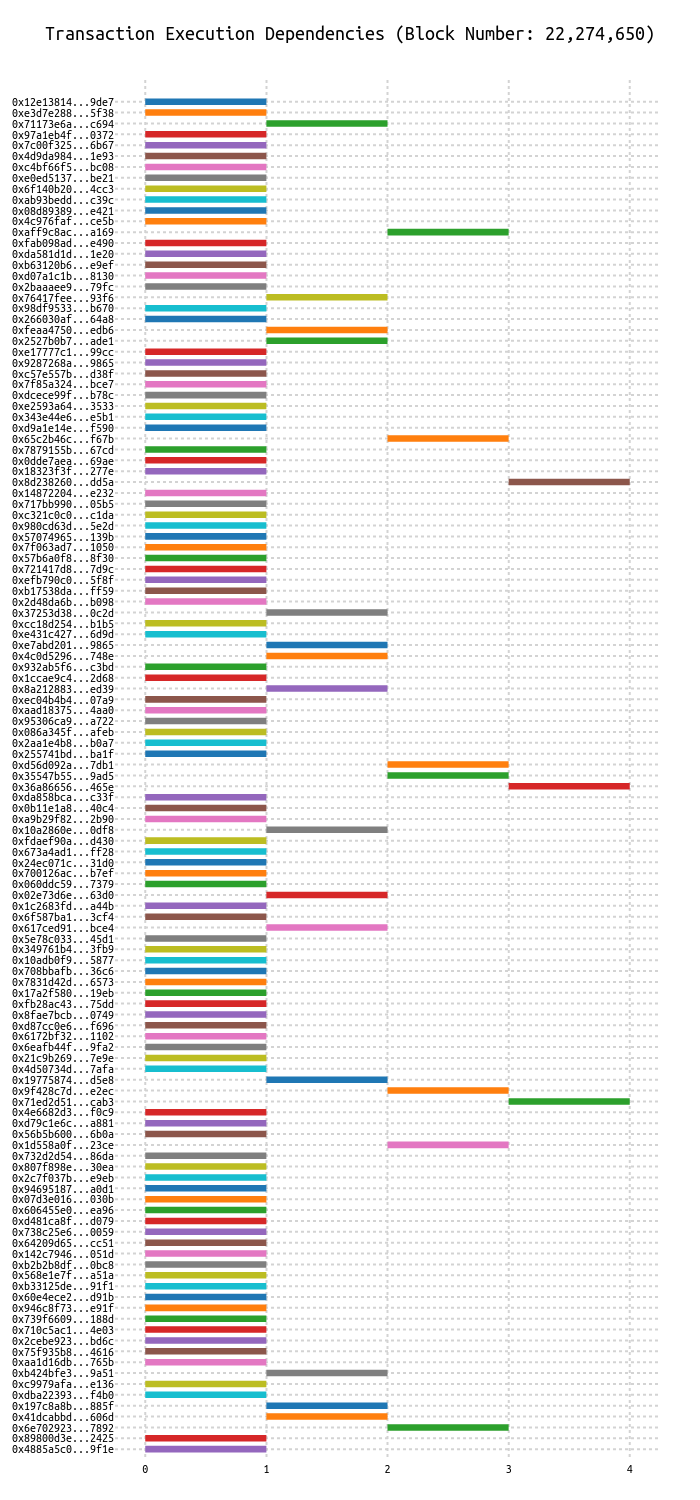 Transaction Execution Dependencies (Block Number: 22,274,650)
0x12e13814...9de7
0xe3d7e288...5f38
0x71173e6a...c694
0x97a1eb4f...0372
0x7c00f325...6b67
0x4d9da984...1e93
0xc4bf66f5...bc08
0xe0ed5137...be21
0x6f140b20...4cc3
0xab93bedd...c39c
0x08d89389...e421
0x4c976faf...ce5b
0xaff9c8ac...a169
0xfab098ad...e490
0xda581d1d...1e20
0xb63120b6...e9ef
0xd07a1c1b...8130
0x2baaaee9...79fc
0x76417fee...93f6
0x98df9533...b670
0x266030af...64a8
0xfeaa4750...edb6
0x2527b0b7...ade1
0xe17777c1...99cc
0x9287268a...9865
0xc57e557b...d38f
0x7f85a324...bce7
0xdcece99f...b78c
0xe2593a64...3533
0x343e44e6...e5b1
0xd9a1e14e...f590
0x65c2b46c...f67b
0x7879155b...67cd
0x0dde7aea...69ae
0x18323f3f...277e
0x8d238260...dd5a
0x14872204...e232
0x717bb990...05b5
0xc321c0c0...c1da
0x980cd63d...5e2d
0x57074965...139b
0x7f063ad7...1050
0x57b6a0f8...8f30
0x721417d8...7d9c
0xefb790c0...5f8f
0xb17538da...ff59
0x2d48da6b...b098
0x37253d38...0c2d
0xcc18d254...b1b5
0xe431c427...6d9d
0xe7abd201...9865
0x4c0d5296...748e
0x932ab5f6...c3bd
0x1ccae9c4...2d68
0x8a212883...ed39
0xec04b4b4...07a9
0xaad18375...4aa0
0x95306ca9...a722
0x086a345f...afeb
0x2aa1e4b8...b0a7
0x255741bd...ba1f
0xd56d092a...7db1
0x35547b55...9ad5
0x36a86656...465e
0xda858bca...c33f
0x0b11e1a8...40c4
0xa9b29f82...2b90
0x10a2860e...0df8
0xfdaef90a...d430
0x673a4ad1...ff28
0x24ec071c...31d0
0x700126ac...b7ef
0x060ddc59...7379
0x02e73d6e...63d0
0x1c2683fd...a44b
0x6f587ba1...3cf4
0x617ced91...bce4
0x5e78c033...45d1
0x349761b4...3fb9
0x10adb0f9...5877
0x708bbafb...36c6
0x7831d42d...6573
0x17a2f580...19eb
0xfb28ac43...75dd
0x8fae7bcb...0749
0xd87cc0e6...f696
0x6172bf32...1102
0x6eafb44f...9fa2
0x21c9b269...7e9e
0x4d50734d...7afa
0x19775874...d5e8
0x9f428c7d...e2ec
0x71ed2d51...cab3
0x4e6682d3...f0c9
0xd79c1e6c...a881
0x56b5b600...6b0a
0x1d558a0f...23ce
0x732d2d54...86da
0x807f898e...30ea
0x2c7f037b...e9eb
0x94695187...a0d1
0x07d3e016...030b
0x606455e0...ea96
0xd481ca8f...d079
0x738c25e6...0059
0x64209d65...cc51
0x142c7946...051d
0xb2b2b8df...0bc8
0x568e1e7f...a51a
0xb33125de...91f1
0x60e4ece2...d91b
0x946c8f73...e91f
0x739f6609...188d
0x710c5ac1...4e03
0x2cebe923...bd6c
0x75f935b8...4616
0xaa1d16db...765b
0xb424bfe3...9a51
0xc9979afa...e136
0xdba22393...f4b0
0x197c8a8b...885f
0x41dcabbd...606d
0x6e702923...7892
0x89800d3e...2425
0x4885a5c0...9f1e
0 1 2 3 4